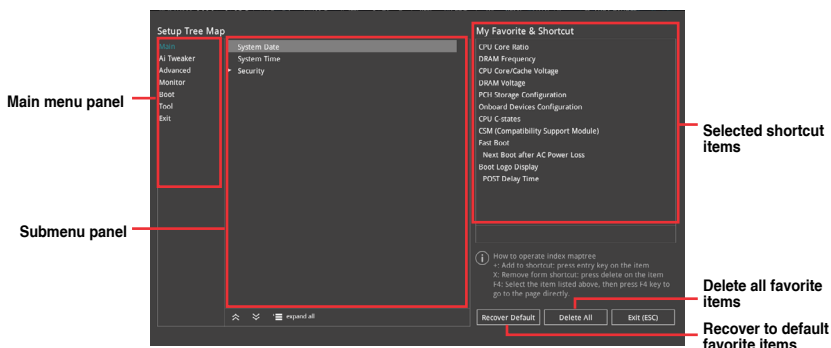 Setup Tree Map
Main
Ai Tweaker
Advanced
Monitor
Boot
Tool
Exit
System Date
System Time
Security
expand all
My Favorite & Shortcut
CPU Core Ratio
DRAM Frequency
CPU Core/Cache Voltage
DRAM Voltage
PCH Storage Configuration
Onboard Devices Configuration
CPU C-states
CSM (Compatibility Support Module)
Fast Boot
Next Boot after AC Power Loss
Boot Logo Display
POST Delay Time
How to operate index maptree
+: Add to shortcut: press entry key on the item
X: Remove form shortcut: press delete on the item
F4: Select the item listed above, then press F4 key to
go to the page directly.
Recover Default
Delete All
Exit (ESC)
Main menu panel
Submenu panel
Selected shortcut
items
Delete all favorite
items
Recover to default
favorite items